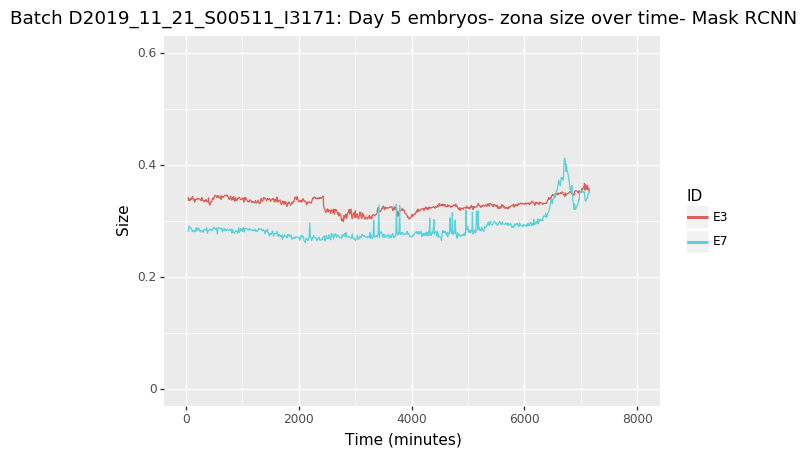 Batch D2019_11_21_S00511_I3171: Day 5 embryos- zona size over time- Mask RCNN
0.6
0.4
0.2
0
Size
0 2000 4000 6000 8000
Time (minutes)
ID
E3
E7